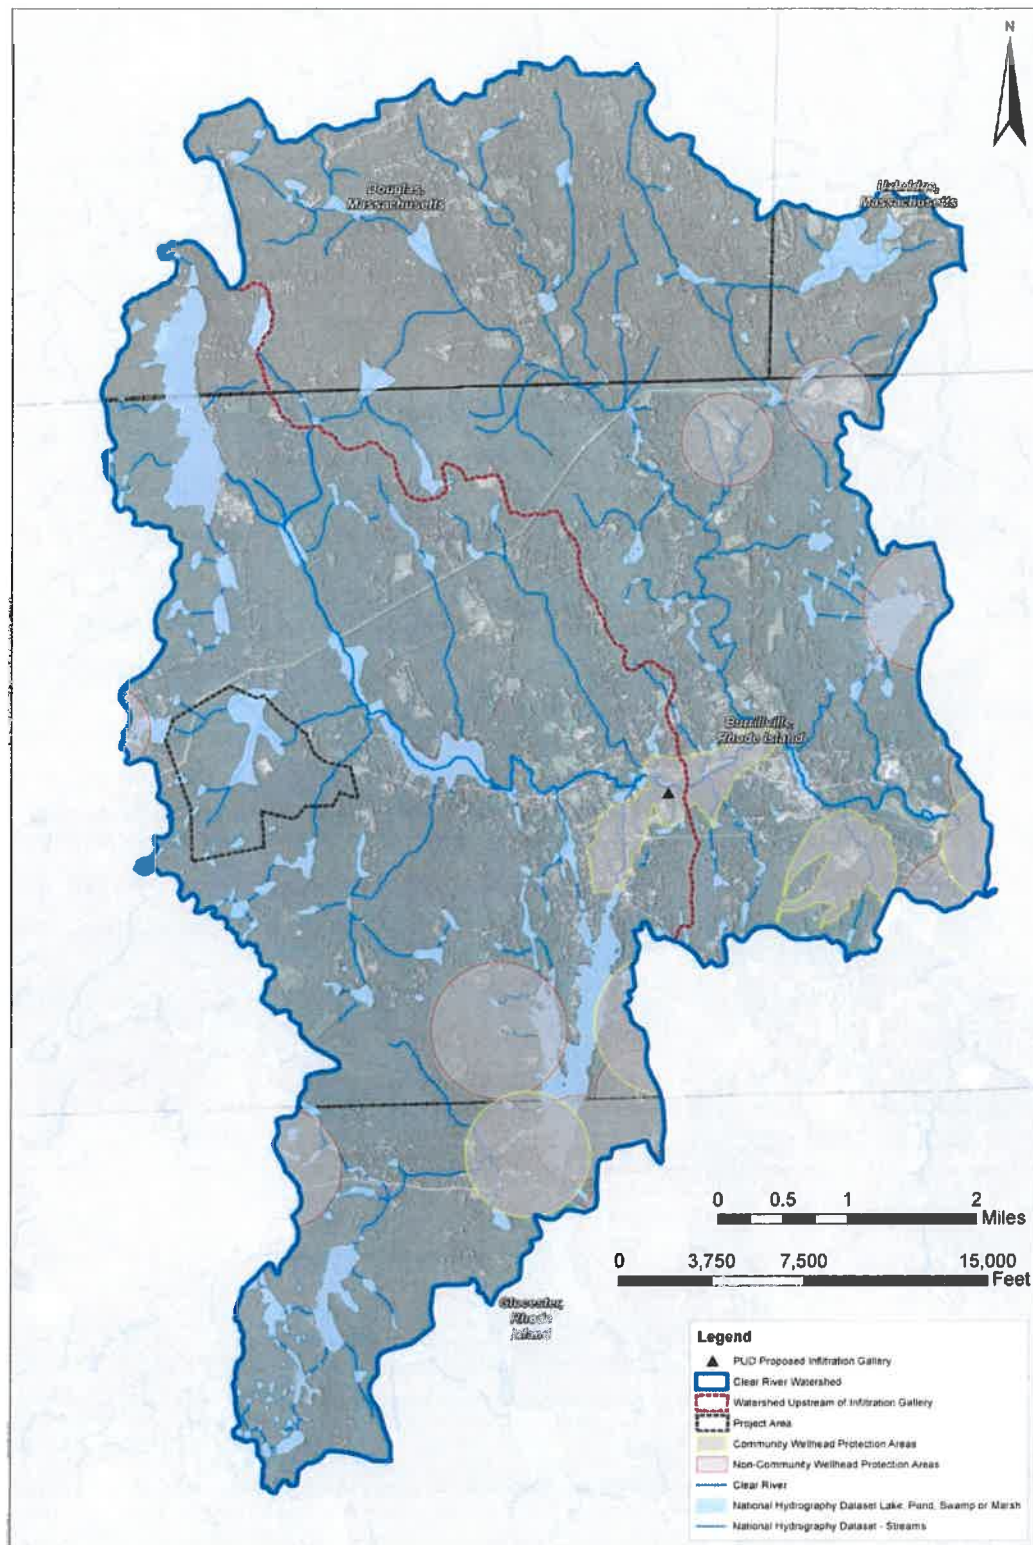 N
Douglas,
Massachusetts
Uxbridge,
Massachusetts
Burrillville,
Rhode Island
0 0.5 1 2
Miles
0 3,750 7,500 15,000
Feet
Glocester,
Rhode
Island
Legend
PUD Proposed Infiltration Gallery
Clear River Watershed
Watershed Upstream of Infiltration Gallery
Project Area
Community Wellhead Protection Areas
Non-Community Wellhead Protection Areas
Clear River
National Hydrography Dataset Lake, Pond, Swamp or Marsh
National Hydrography Dataset - Streams